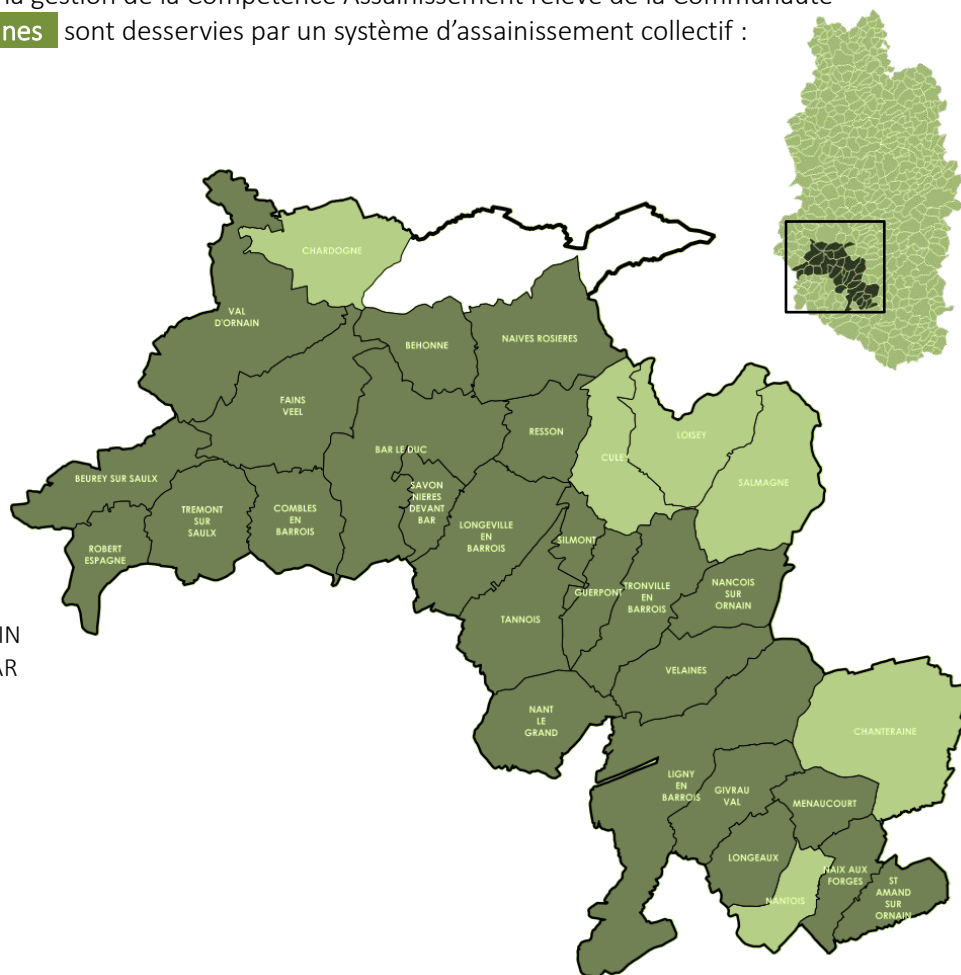 la gestion de la Compétence Assainissement relève de la Communauté
nes sont desservies par un système d'assainissement collectif :
CHARDOGNE
VAL
D'ORNAIN
BEHONNE
NAIVES ROSIERES
FAINS
VEEL
RESSON
BAR LE DUC
CULEY
LOISEY
SALMAGNE
BEUREY SUR SAULX
TREMONT
SUR
SAULX
COMBLES
EN
BARROIS
SAVON
NIERES
DEVANT
BAR
LONGEVILLE
EN
BARROIS
ROBERT
ESPAGNE
SILMONT
GUERPONT
TRONVILLE
EN
BARROIS
NANCOIS
SUR
ORNAIN
TANNOIS
IN
AR
VELAINES
NANT
LE
GRAND
CHANTERAINE
LIGNY
EN
BARROIS
GIVRAU
VAL
MENAUCOURT
LONGEAUX
NAIX AUX
FORGES
ST
AMAND
SUR
ORNAIN
NANTOIS